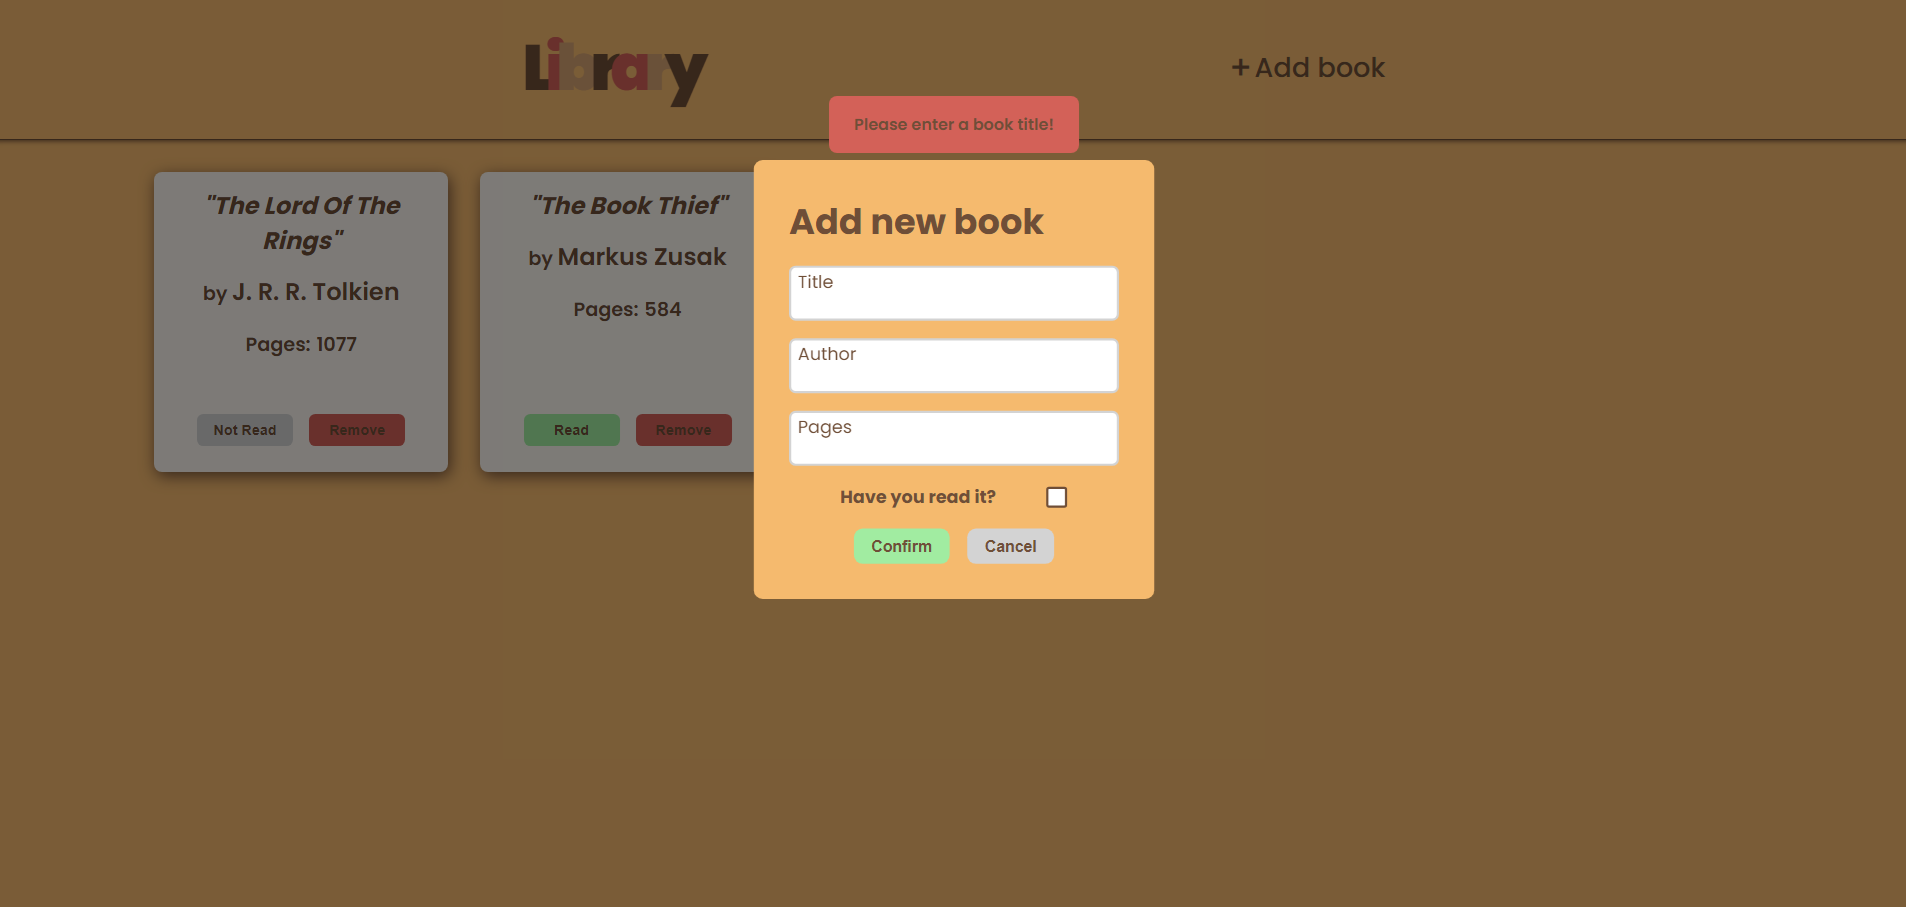 Library
+ Add book
Please enter a book title!
"The Lord Of The
Rings"
by J. R. R. Tolkien
Pages: 1077
Not Read
Remove
"The Book Thief"
by Markus Zusak
Pages: 584
Read
Remove
Add new book
Title
Author
Pages
Have you read it?
Confirm
Cancel